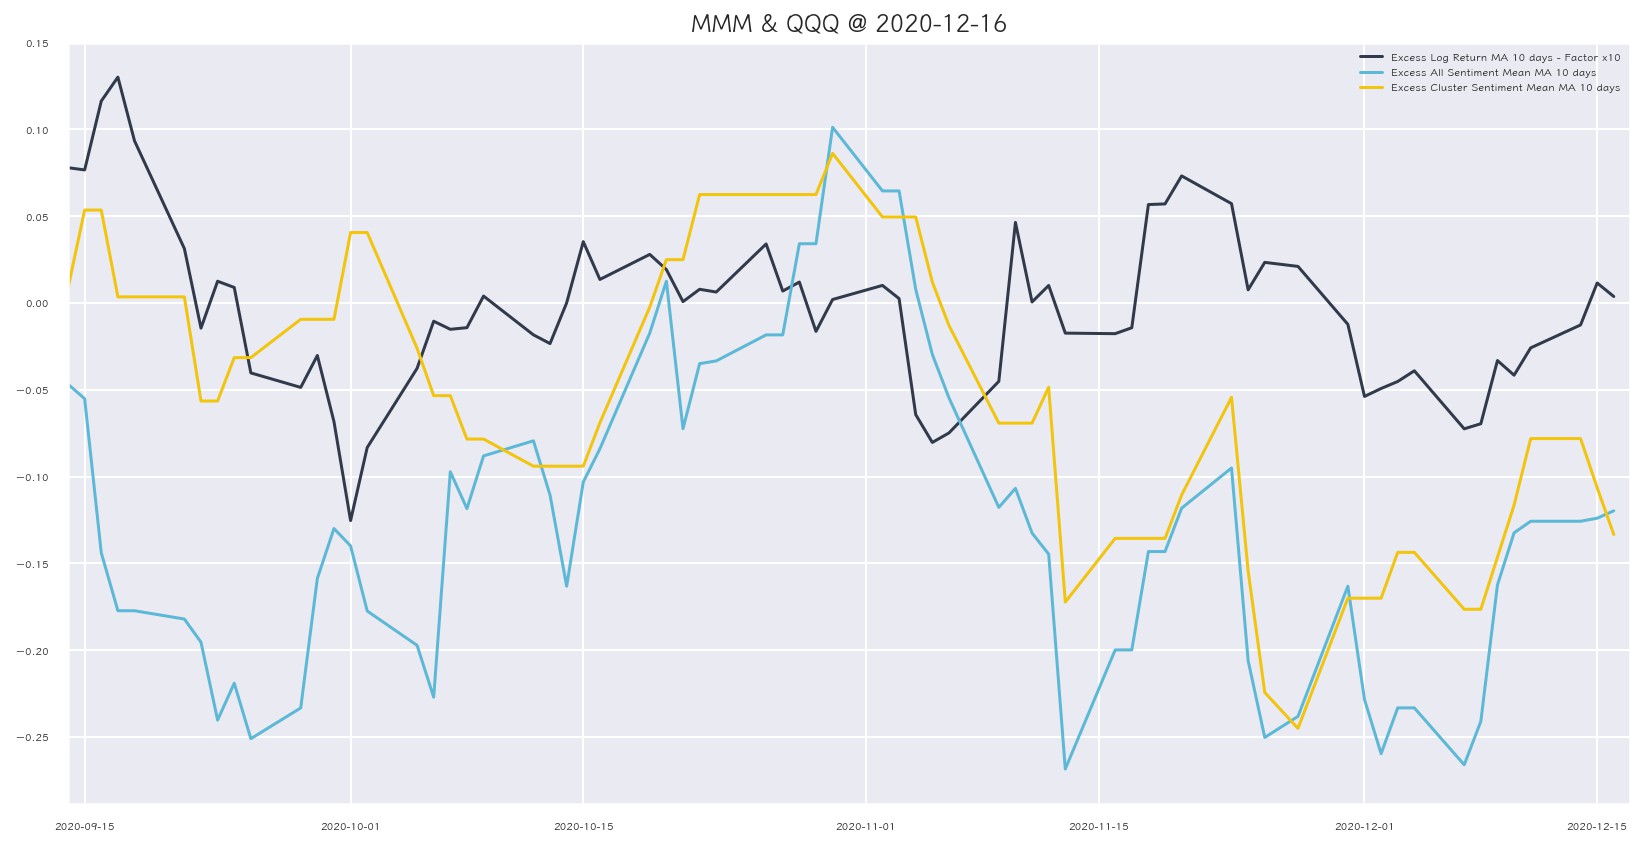 MMM & QQQ @ 2020-12-16
Excess Log Return MA 10 days - Factor x10
Excess All Sentiment Mean MA 10 days
Excess Cluster Sentiment Mean MA 10 days
0.15
0.10
0.05
0.00
−0.05
−0.10
−0.15
−0.20
−0.25
2020-09-15 2020-10-01 2020-10-15 2020-11-01 2020-11-15 2020-12-01 2020-12-15